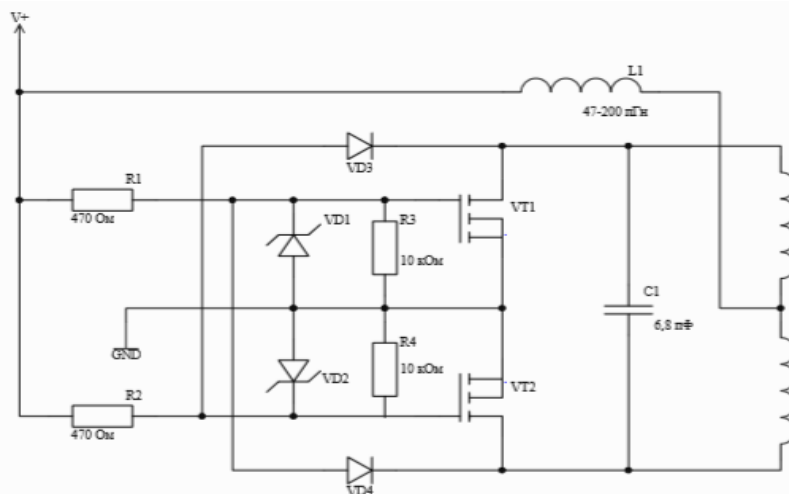 V+
L1
47-200 пГн
VD3
R1
470 Ом
VD1
R3
10 кОм
VT1
C1
6,8 пФ
GND
R4
10 кОм
VD2
VT2
R2
470 Ом
VD4